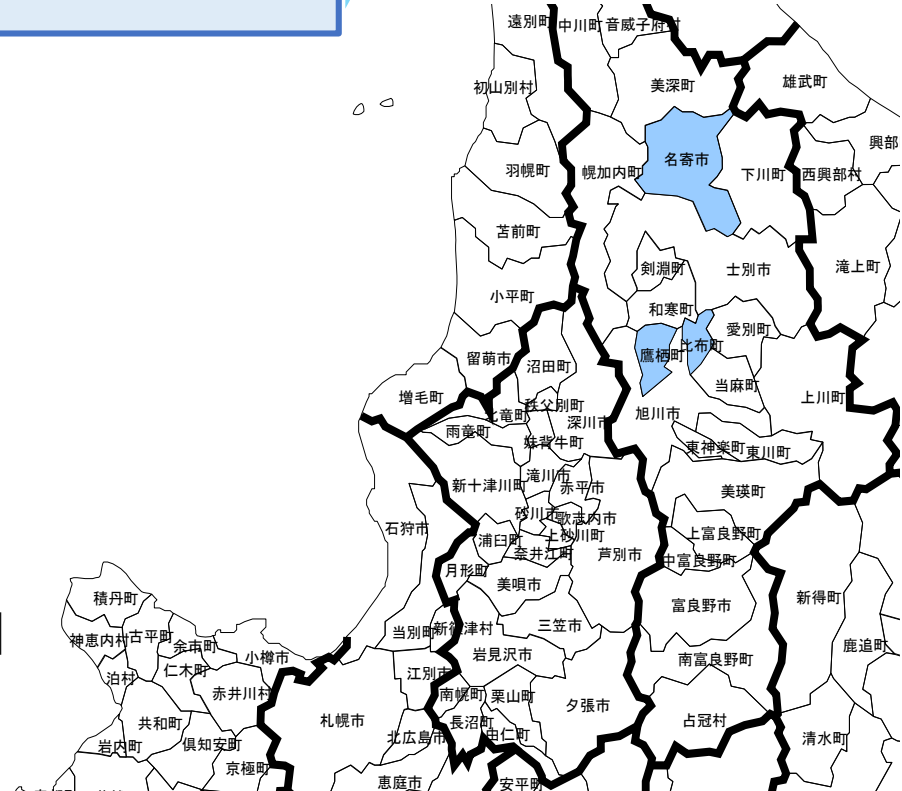 遠別町
中川町
音威子府村
初山別村
美深町
雄武町
興部
羽幌町
幌加内町
名寄市
下川町
西興部村
苫前町
剣淵町
士別市
滝上町
小平町
和寒町
愛別町
留萌市
沼田町
鷹栖町
比布町
当麻町
増毛町
秩父別町
北竜町
深川市
旭川市
上川町
雨竜町
妹背牛町
東神楽町
東川町
新十津川町
滝川市
赤平市
美瑛町
石狩市
砂川市
歌志内市
浦臼町
上砂川町
奈井江町
芦別市
上富良野町
中富良野町
月形町
美唄市
積丹町
富良野市
新得町
神恵内村
古平町
余市町
小樽市
当別町
新篠津村
三笠市
鹿追町
泊村
仁木町
赤井川村
江別市
岩見沢市
南富良野町
南幌町
栗山町
夕張市
共和町
札幌市
長沼町
由仁町
占冠村
岩内町
倶知安町
北広島市
清水町
京極町
恵庭市
安平町